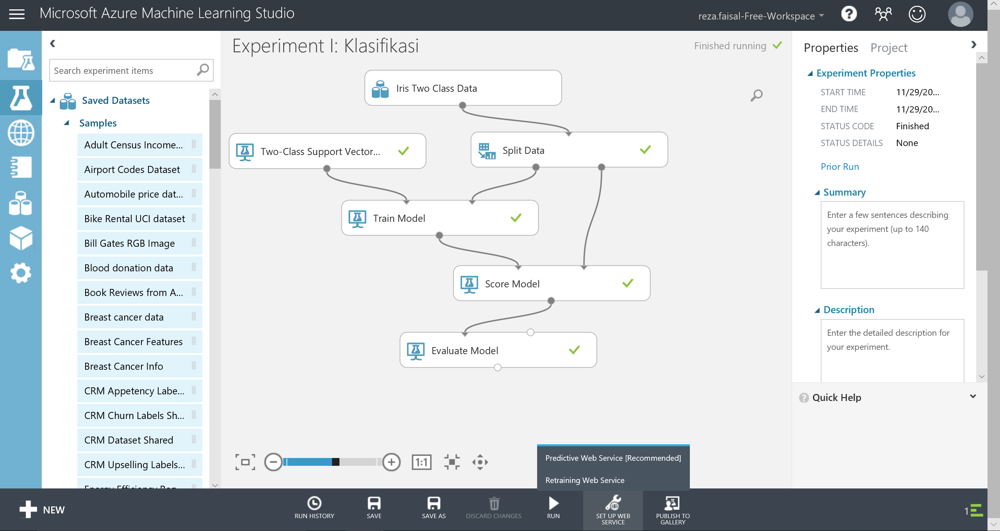 Microsoft Azure Machine Learning Studio
reza.faisal-Free-Workspace
Search experiment items
Saved Datasets
Samples
Adult Census Income...
Airport Codes Dataset
Automobile price dat...
Bike Rental UCI dataset
Bill Gates RGB Image
Blood donation data
Book Reviews from A...
Breast cancer data
Breast Cancer Features
Breast Cancer Info
CRM Appetency Labe...
CRM Churn Labels Sh...
CRM Dataset Shared
CRM Upselling Labels...
Energy Efficiency Reg
Experiment I: Klasifikasi
Finished running
Iris Two Class Data
Two-Class Support Vector...
Split Data
Train Model
Score Model
Evaluate Model
1:1
Predictive Web Service [Recommended]
Retraining Web Service
Properties Project
Experiment Properties
START TIME 11/29/20...
END TIME 11/29/20...
STATUS CODE Finished
STATUS DETAILS None
Prior Run
Summary
Enter a few sentences describing
your experiment (up to 140
characters).
Description
Enter the detailed description for
your experiment.
Quick Help
NEW
RUN HISTORY
SAVE
SAVE AS
DISCARD CHANGES
RUN
SET UP WEB
SERVICE
PUBLISH TO
GALLERY
1